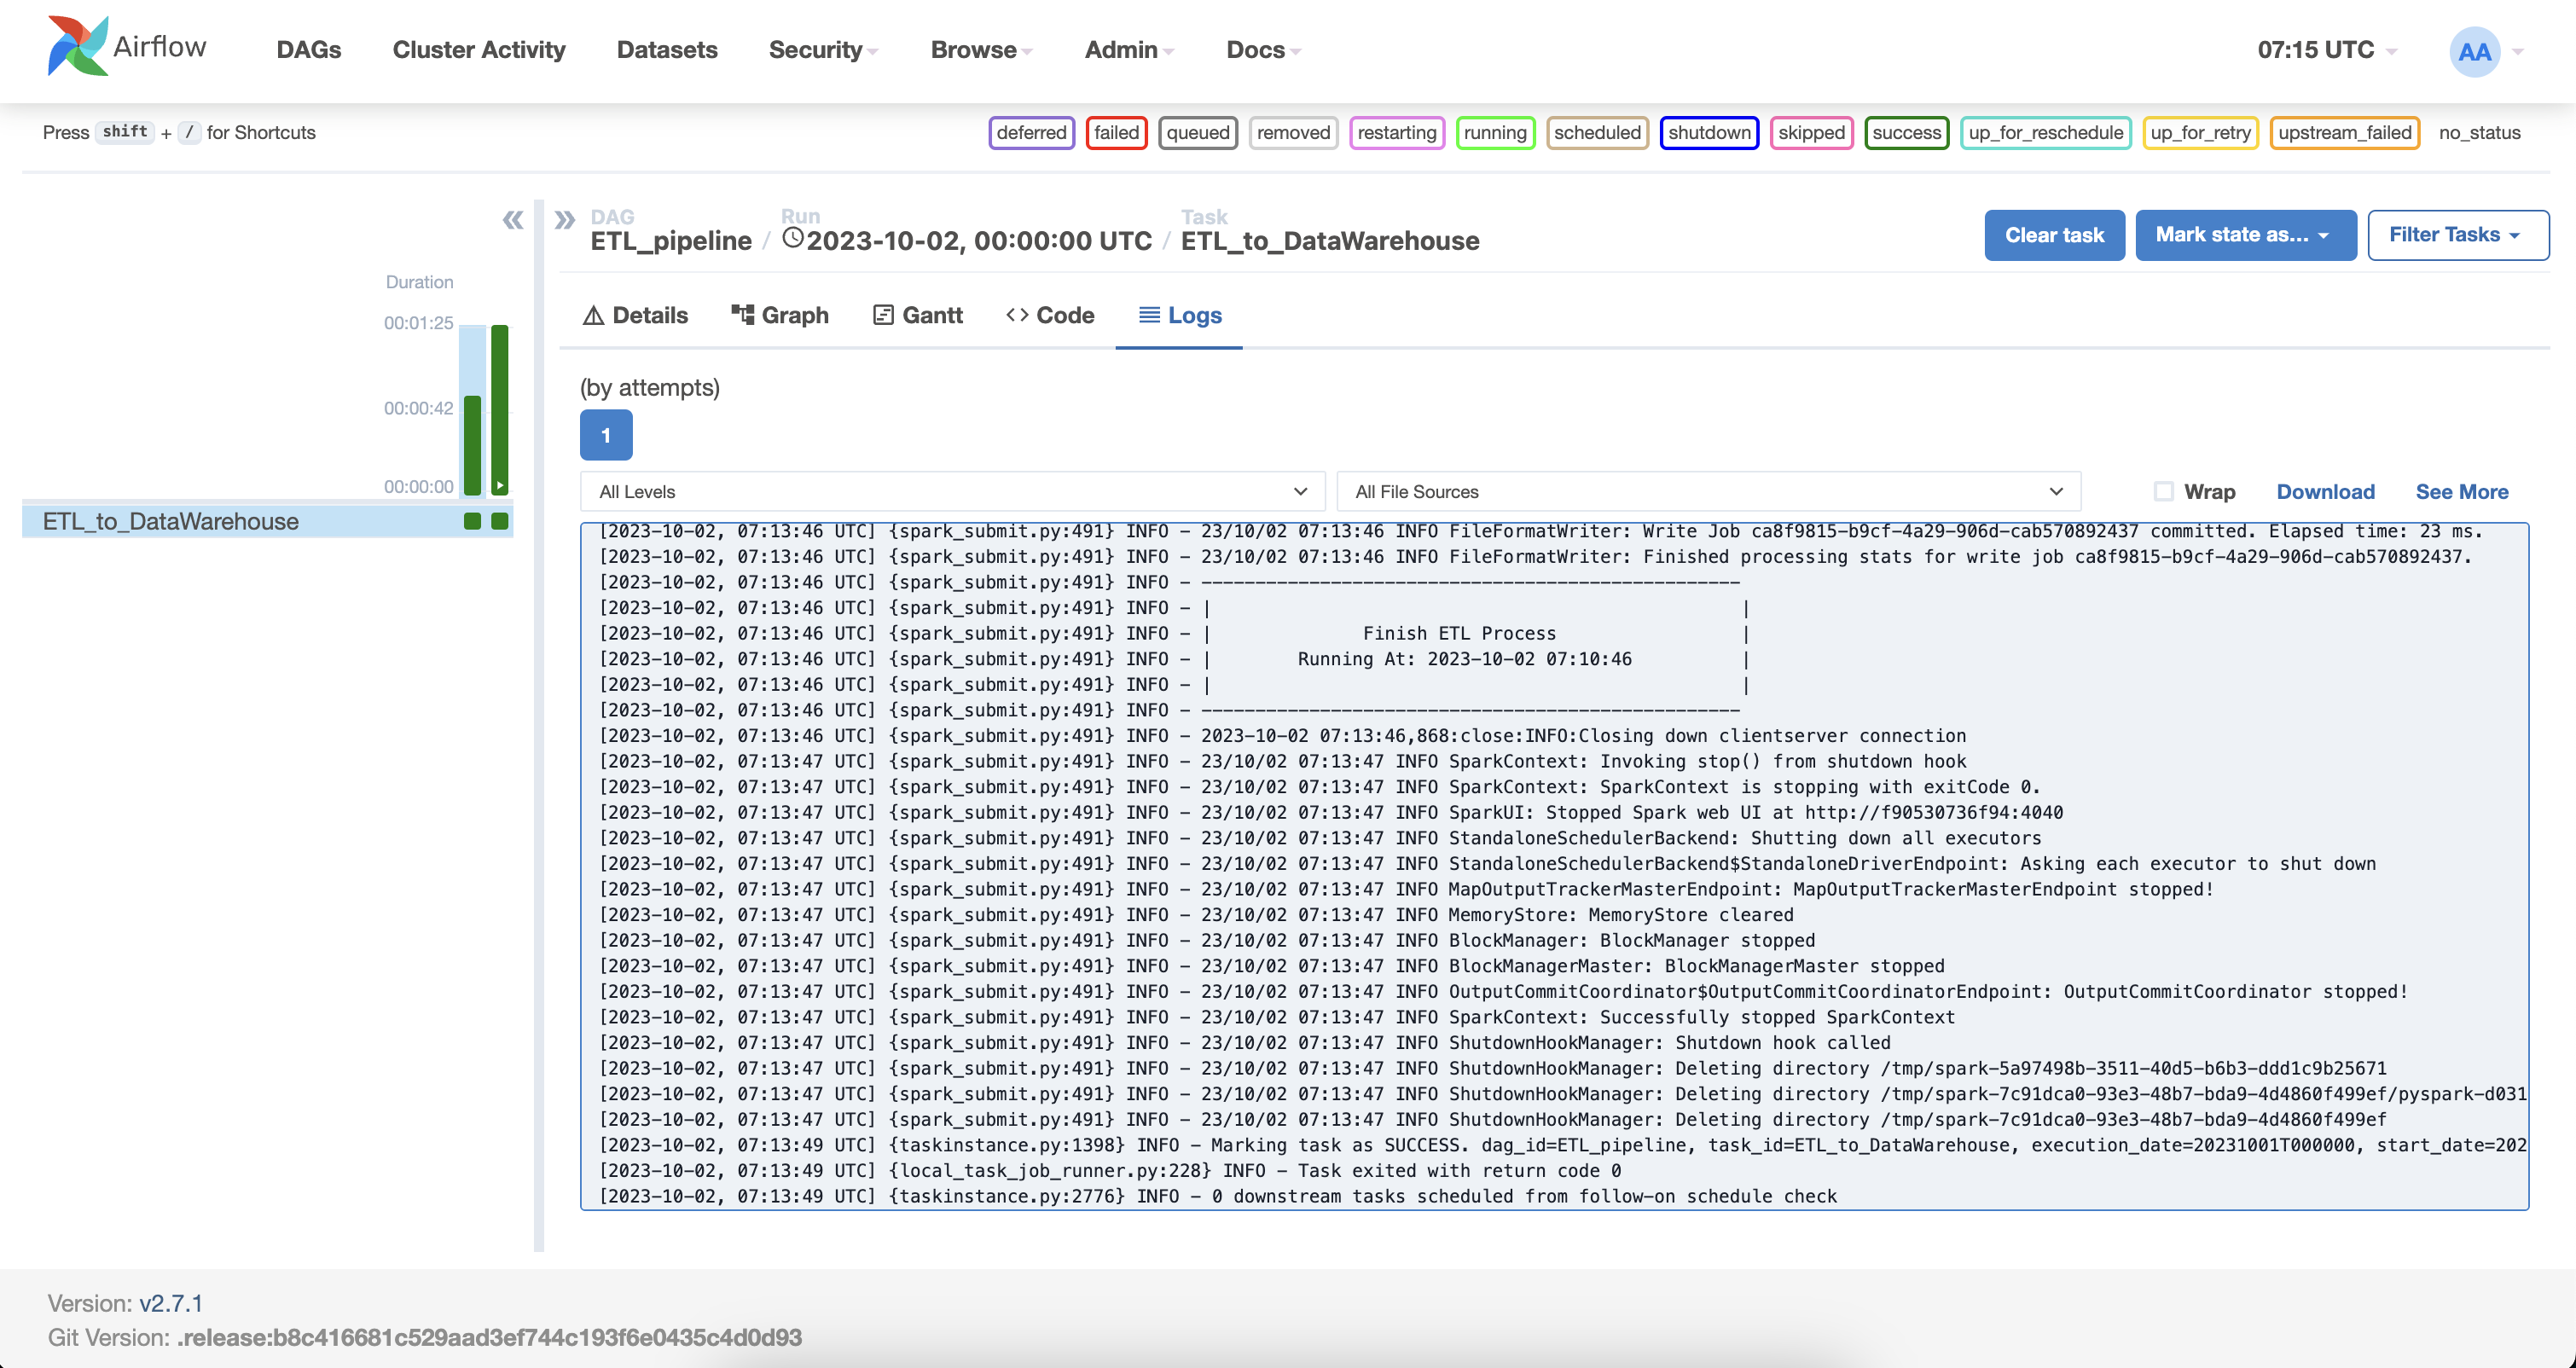 Airflow DAGs Cluster Activity Datasets Security Browse Admin Docs 07:15 UTC AA
Press shift + / for Shortcuts deferred failed queued removed restarting running scheduled shutdown skipped success up_for_reschedule up_for_retry upstream_failed no_status
DAG Run Task
ETL_pipeline / 2023-10-02, 00:00:00 UTC / ETL_to_DataWarehouse
Clear task Mark state as... Filter Tasks
Duration
00:01:25
00:00:42
00:00:00
ETL_to_DataWarehouse
Details Graph Gantt Code Logs
(by attempts)
1
All Levels All File Sources Wrap Download See More
[2023-10-02, 07:13:46 UTC] {spark_submit.py:491} INFO - 23/10/02 07:13:46 INFO FileFormatWriter: Write Job ca8f9815-b9cf-4a29-906d-cab570892437 committed. Elapsed time: 23 ms.
[2023-10-02, 07:13:46 UTC] {spark_submit.py:491} INFO - 23/10/02 07:13:46 INFO FileFormatWriter: Finished processing stats for write job ca8f9815-b9cf-4a29-906d-cab570892437.
[2023-10-02, 07:13:46 UTC] {spark_submit.py:491} INFO - --------------------------------------------------
[2023-10-02, 07:13:46 UTC] {spark_submit.py:491} INFO - | |
[2023-10-02, 07:13:46 UTC] {spark_submit.py:491} INFO - | Finish ETL Process |
[2023-10-02, 07:13:46 UTC] {spark_submit.py:491} INFO - | Running At: 2023-10-02 07:10:46 |
[2023-10-02, 07:13:46 UTC] {spark_submit.py:491} INFO - | |
[2023-10-02, 07:13:46 UTC] {spark_submit.py:491} INFO - --------------------------------------------------
[2023-10-02, 07:13:46 UTC] {spark_submit.py:491} INFO - 2023-10-02 07:13:46,868:close:INFO:Closing down clientserver connection
[2023-10-02, 07:13:47 UTC] {spark_submit.py:491} INFO - 23/10/02 07:13:47 INFO SparkContext: Invoking stop() from shutdown hook
[2023-10-02, 07:13:47 UTC] {spark_submit.py:491} INFO - 23/10/02 07:13:47 INFO SparkContext: SparkContext is stopping with exitCode 0.
[2023-10-02, 07:13:47 UTC] {spark_submit.py:491} INFO - 23/10/02 07:13:47 INFO SparkUI: Stopped Spark web UI at http://f90530736f94:4040
[2023-10-02, 07:13:47 UTC] {spark_submit.py:491} INFO - 23/10/02 07:13:47 INFO StandaloneSchedulerBackend: Shutting down all executors
[2023-10-02, 07:13:47 UTC] {spark_submit.py:491} INFO - 23/10/02 07:13:47 INFO StandaloneSchedulerBackend$StandaloneDriverEndpoint: Asking each executor to shut down
[2023-10-02, 07:13:47 UTC] {spark_submit.py:491} INFO - 23/10/02 07:13:47 INFO MapOutputTrackerMasterEndpoint: MapOutputTrackerMasterEndpoint stopped!
[2023-10-02, 07:13:47 UTC] {spark_submit.py:491} INFO - 23/10/02 07:13:47 INFO MemoryStore: MemoryStore cleared
[2023-10-02, 07:13:47 UTC] {spark_submit.py:491} INFO - 23/10/02 07:13:47 INFO BlockManager: BlockManager stopped
[2023-10-02, 07:13:47 UTC] {spark_submit.py:491} INFO - 23/10/02 07:13:47 INFO BlockManagerMaster: BlockManagerMaster stopped
[2023-10-02, 07:13:47 UTC] {spark_submit.py:491} INFO - 23/10/02 07:13:47 INFO OutputCommitCoordinator$OutputCommitCoordinatorEndpoint: OutputCommitCoordinator stopped!
[2023-10-02, 07:13:47 UTC] {spark_submit.py:491} INFO - 23/10/02 07:13:47 INFO SparkContext: Successfully stopped SparkContext
[2023-10-02, 07:13:47 UTC] {spark_submit.py:491} INFO - 23/10/02 07:13:47 INFO ShutdownHookManager: Shutdown hook called
[2023-10-02, 07:13:47 UTC] {spark_submit.py:491} INFO - 23/10/02 07:13:47 INFO ShutdownHookManager: Deleting directory /tmp/spark-5a97498b-3511-40d5-b6b3-ddd1c9b25671
[2023-10-02, 07:13:47 UTC] {spark_submit.py:491} INFO - 23/10/02 07:13:47 INFO ShutdownHookManager: Deleting directory /tmp/spark-7c91dca0-93e3-48b7-bda9-4d4860f499ef/pyspark-d031
[2023-10-02, 07:13:47 UTC] {spark_submit.py:491} INFO - 23/10/02 07:13:47 INFO ShutdownHookManager: Deleting directory /tmp/spark-7c91dca0-93e3-48b7-bda9-4d4860f499ef
[2023-10-02, 07:13:49 UTC] {taskinstance.py:1398} INFO - Marking task as SUCCESS. dag_id=ETL_pipeline, task_id=ETL_to_DataWarehouse, execution_date=20231001T000000, start_date=202
[2023-10-02, 07:13:49 UTC] {local_task_job_runner.py:228} INFO - Task exited with return code 0
[2023-10-02, 07:13:49 UTC] {taskinstance.py:2776} INFO - 0 downstream tasks scheduled from follow-on schedule check
Version: v2.7.1
Git Version: .release:b8c416681c529aad3ef744c193f6e0435c4d0d93